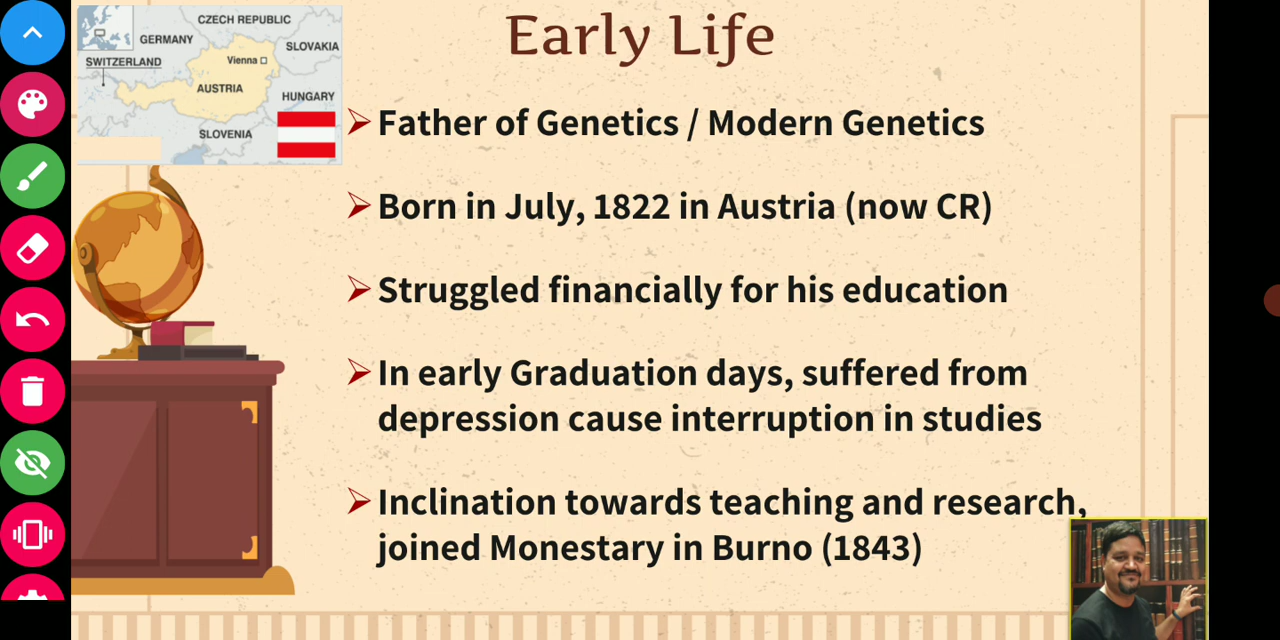 Early Life
CZECH REPUBLIC
GERMANY
SLOVAKIA
SWITZERLAND
Vienna
AUSTRIA
HUNGARY
SLOVENIA
Father of Genetics / Modern Genetics
Born in July, 1822 in Austria (now CR)
Struggled financially for his education
In early Graduation days, suffered from
depression cause interruption in studies
Inclination towards teaching and research,
joined Monestary in Burno (1843)